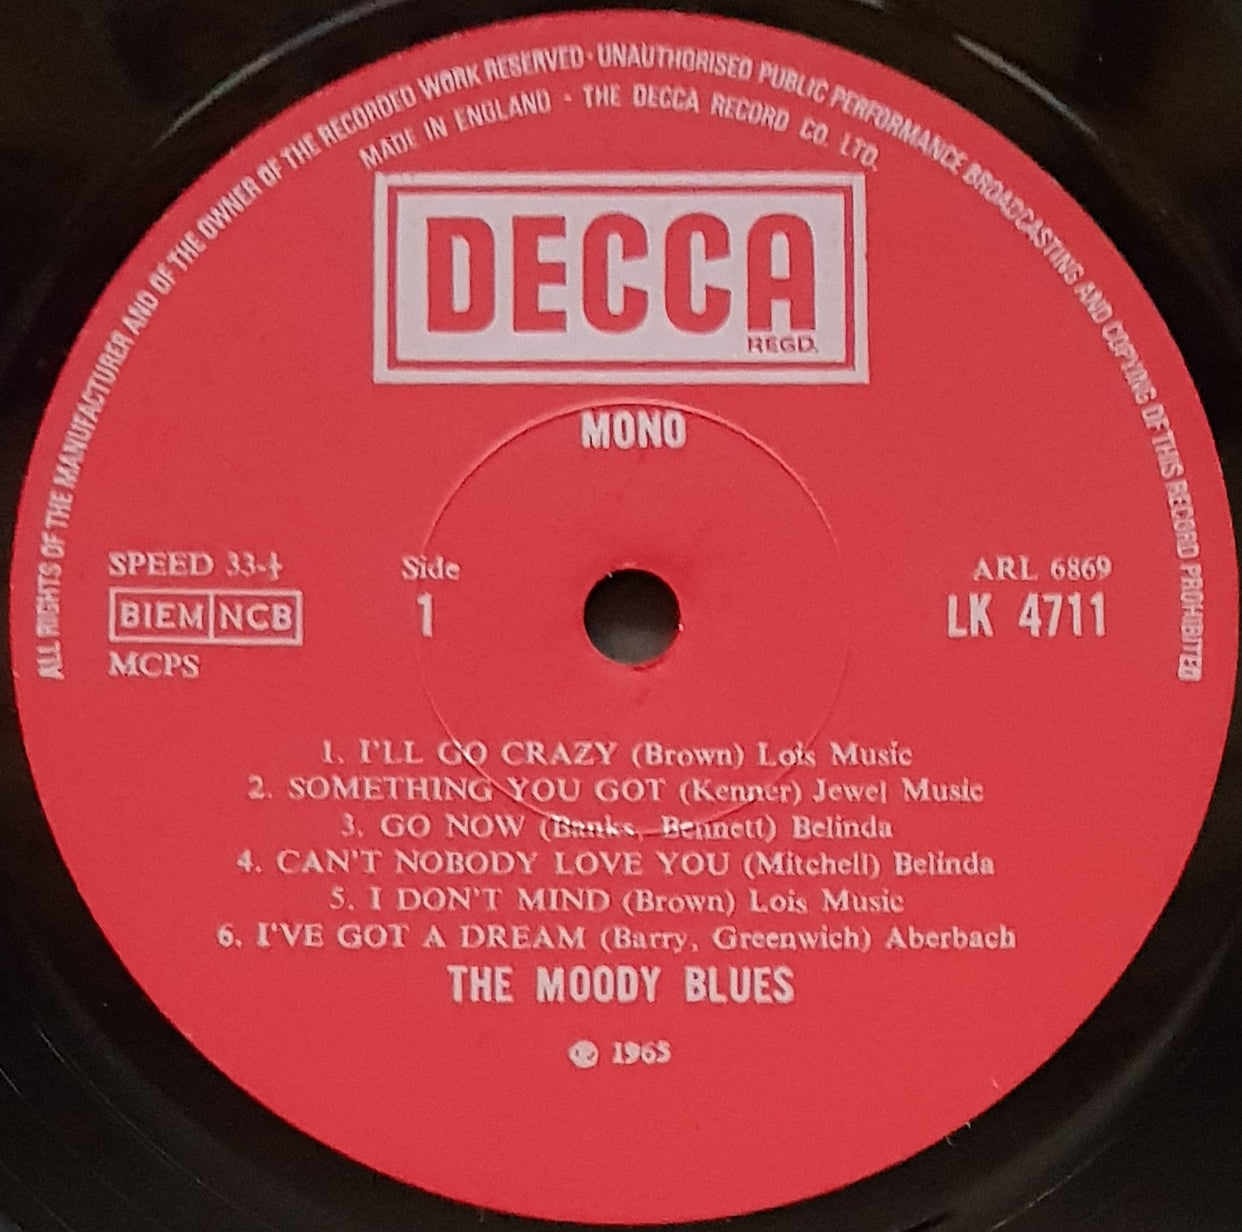 ALL RIGHTS OF THE MANUFACTURER AND OF THE OWNER OF THE RECORDED WORK RESERVED · UNAUTHORISED PUBLIC PERFORMANCE BROADCASTING AND COPYING OF THIS RECORD PROHIBITED
MADE IN ENGLAND · THE DECCA RECORD CO. LTD.
DECCA
REGD.
MONO
SPEED 33⅓
BIEM NCB
MCPS
Side
1
ARL 6869
LK 4711
1. I'LL GO CRAZY (Brown) Lois Music
2. SOMETHING YOU GOT (Kenner) Jewel Music
3. GO NOW (Banks, Bennett) Belinda
4. CAN'T NOBODY LOVE YOU (Mitchell) Belinda
5. I DON'T MIND (Brown) Lois Music
6. I'VE GOT A DREAM (Barry, Greenwich) Aberbach
THE MOODY BLUES
℗ 1965